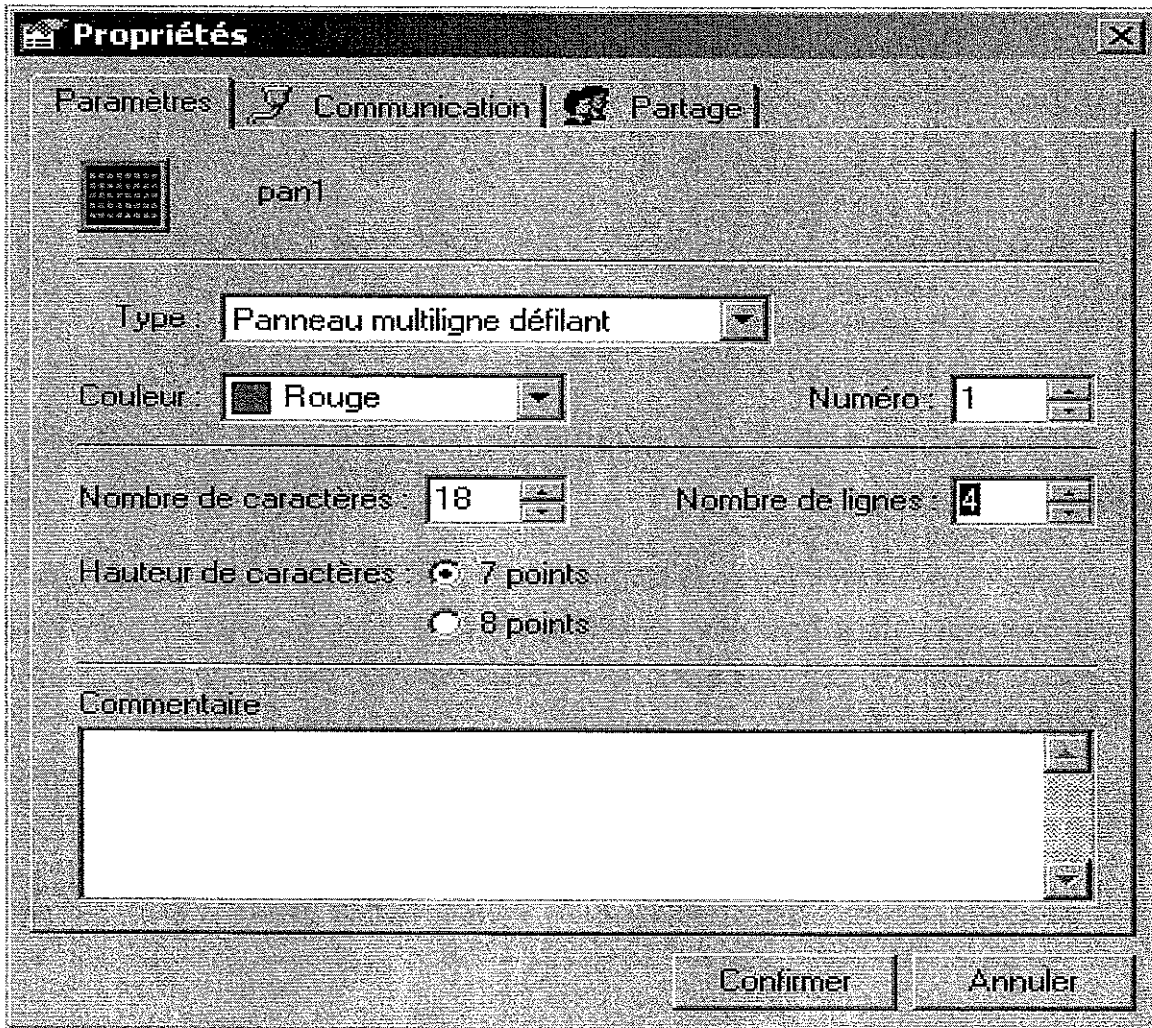 Propriétés
Paramètres Communication Partage
pan1
Type : Panneau multiligne défilant
Couleur : Rouge Numéro : 1
Nombre de caractères : 18 Nombre de lignes : 4
Hauteur de caractères : 7 points
8 points
Commentaire
Confirmer Annuler